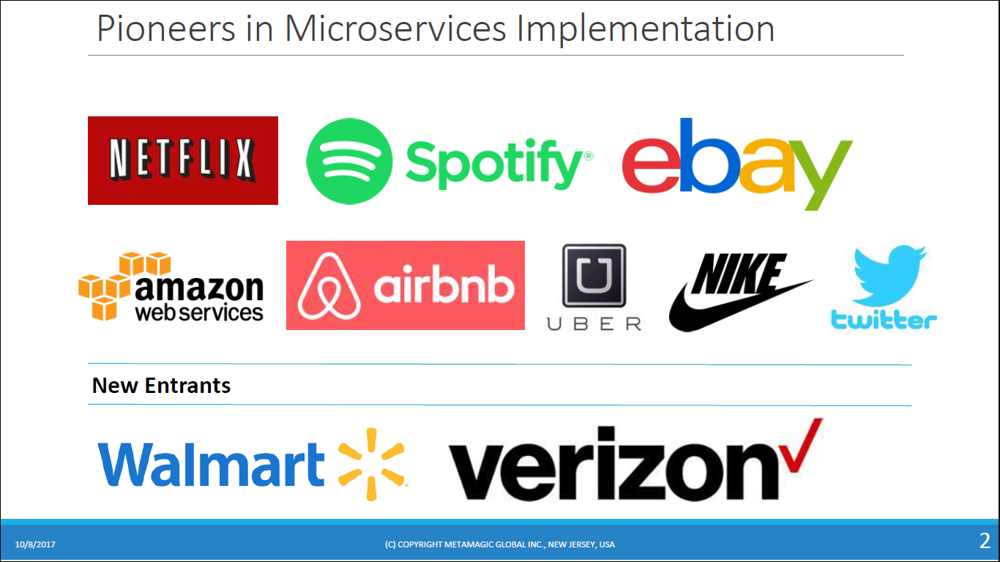 Pioneers in Microservices Implementation
NETFLIX
Spotify®
ebay
amazon
web services
airbnb
UBER
NIKE
twitter
New Entrants
Walmart
verizon
10/8/2017
(C) COPYRIGHT METAMAGIC GLOBAL INC., NEW JERSEY, USA
2